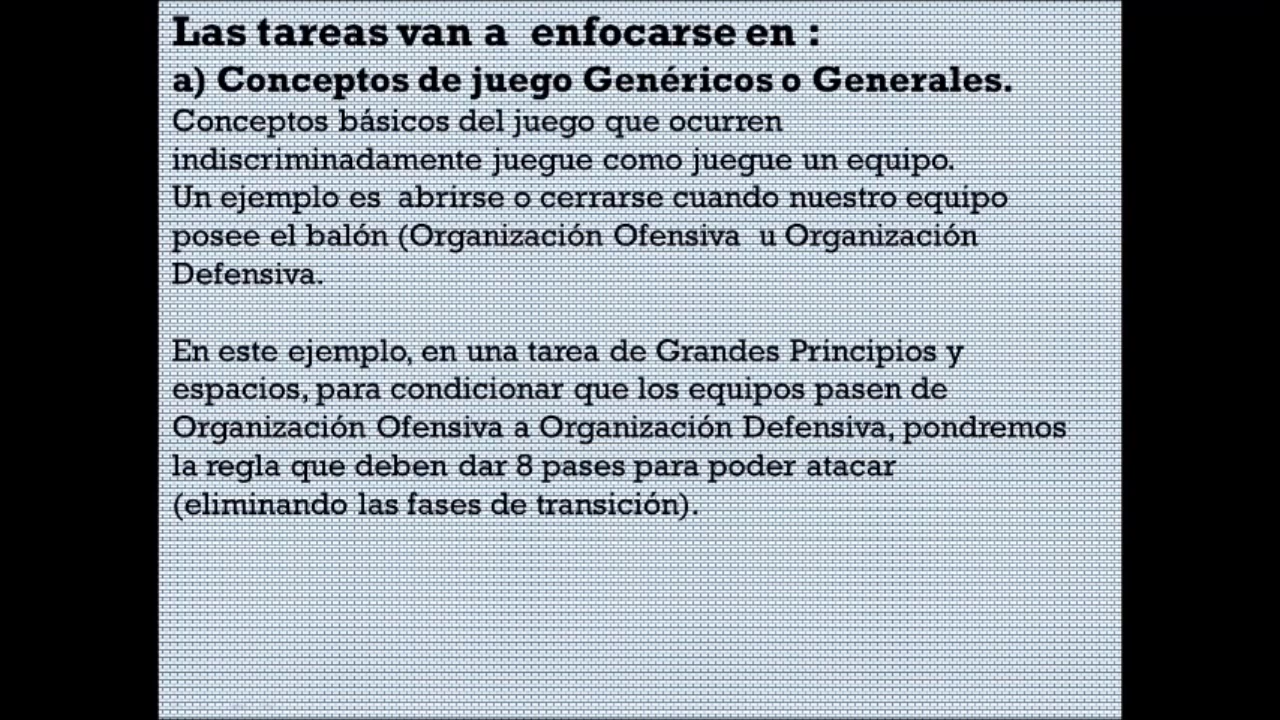 Las tareas van a enfocarse en :
a) Conceptos de juego Genéricos o Generales.
Conceptos básicos del juego que ocurren
indiscriminadamente juegue como juegue un equipo.
Un ejemplo es abrirse o cerrarse cuando nuestro equipo
posee el balón (Organización Ofensiva u Organización
Defensiva.
En este ejemplo, en una tarea de Grandes Principios y
espacios, para condicionar que los equipos pasen de
Organización Ofensiva a Organización Defensiva, pondremos
la regla que deben dar 8 pases para poder atacar
(eliminando las fases de transición).